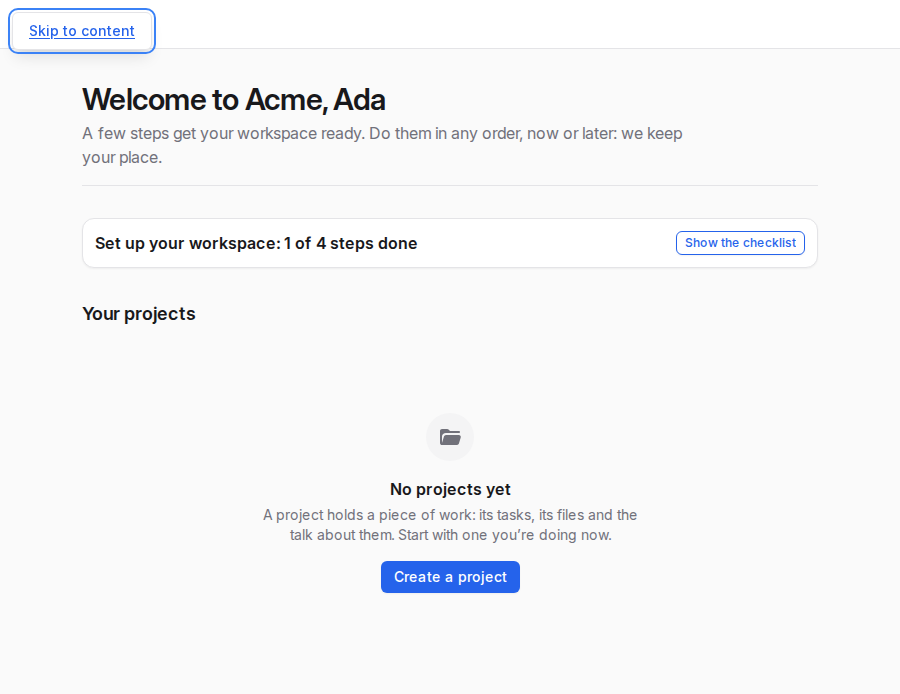 Skip to content
Welcome to Acme, Ada
A few steps get your workspace ready. Do them in any order, now or later: we keep
your place.
Set up your workspace: 1 of 4 steps done
Show the checklist
Your projects
No projects yet
A project holds a piece of work: its tasks, its files and the
talk about them. Start with one you’re doing now.
Create a project